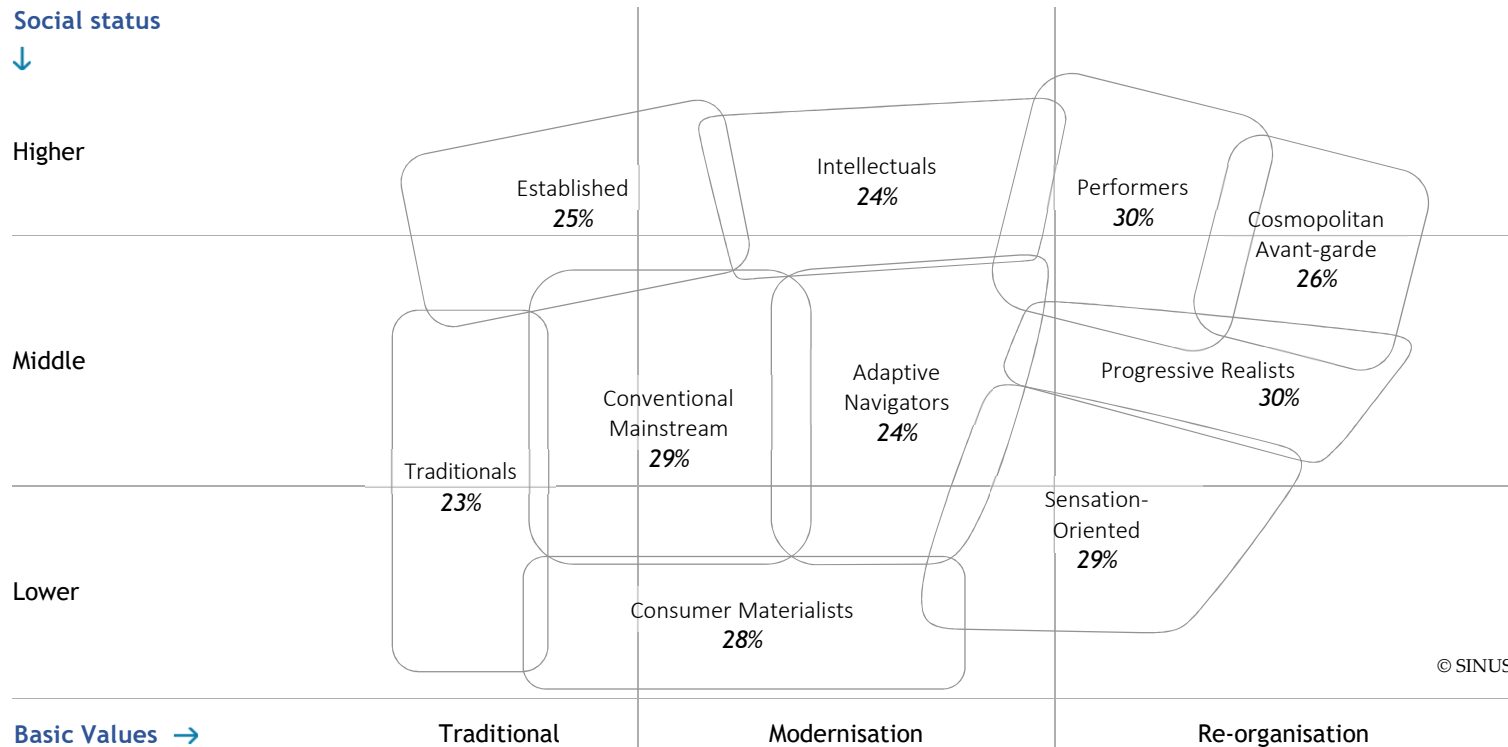 Social status
↓
Higher
Established
25%
Intellectuals
24%
Performers
30%
Cosmopolitan
Avant-garde
26%
Middle
Conventional
Mainstream
29%
Adaptive
Navigators
24%
Progressive Realists
30%
Traditionals
23%
Sensation-
Oriented
29%
Lower
Consumer Materialists
28%
© SINUS
Basic Values →
Traditional
Modernisation
Re-organisation